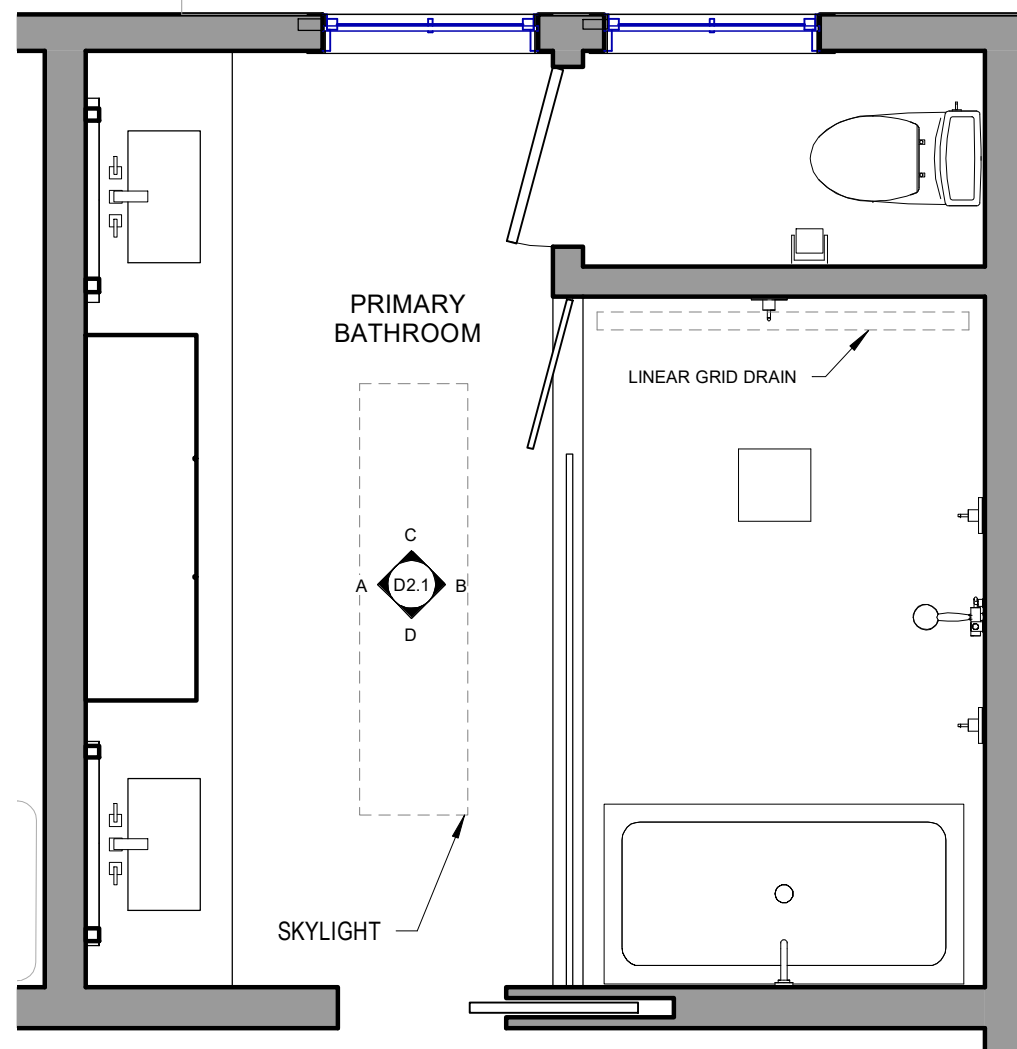 PRIMARY
BATHROOM
LINEAR GRID DRAIN
C
A D2.1 B
D
SKYLIGHT